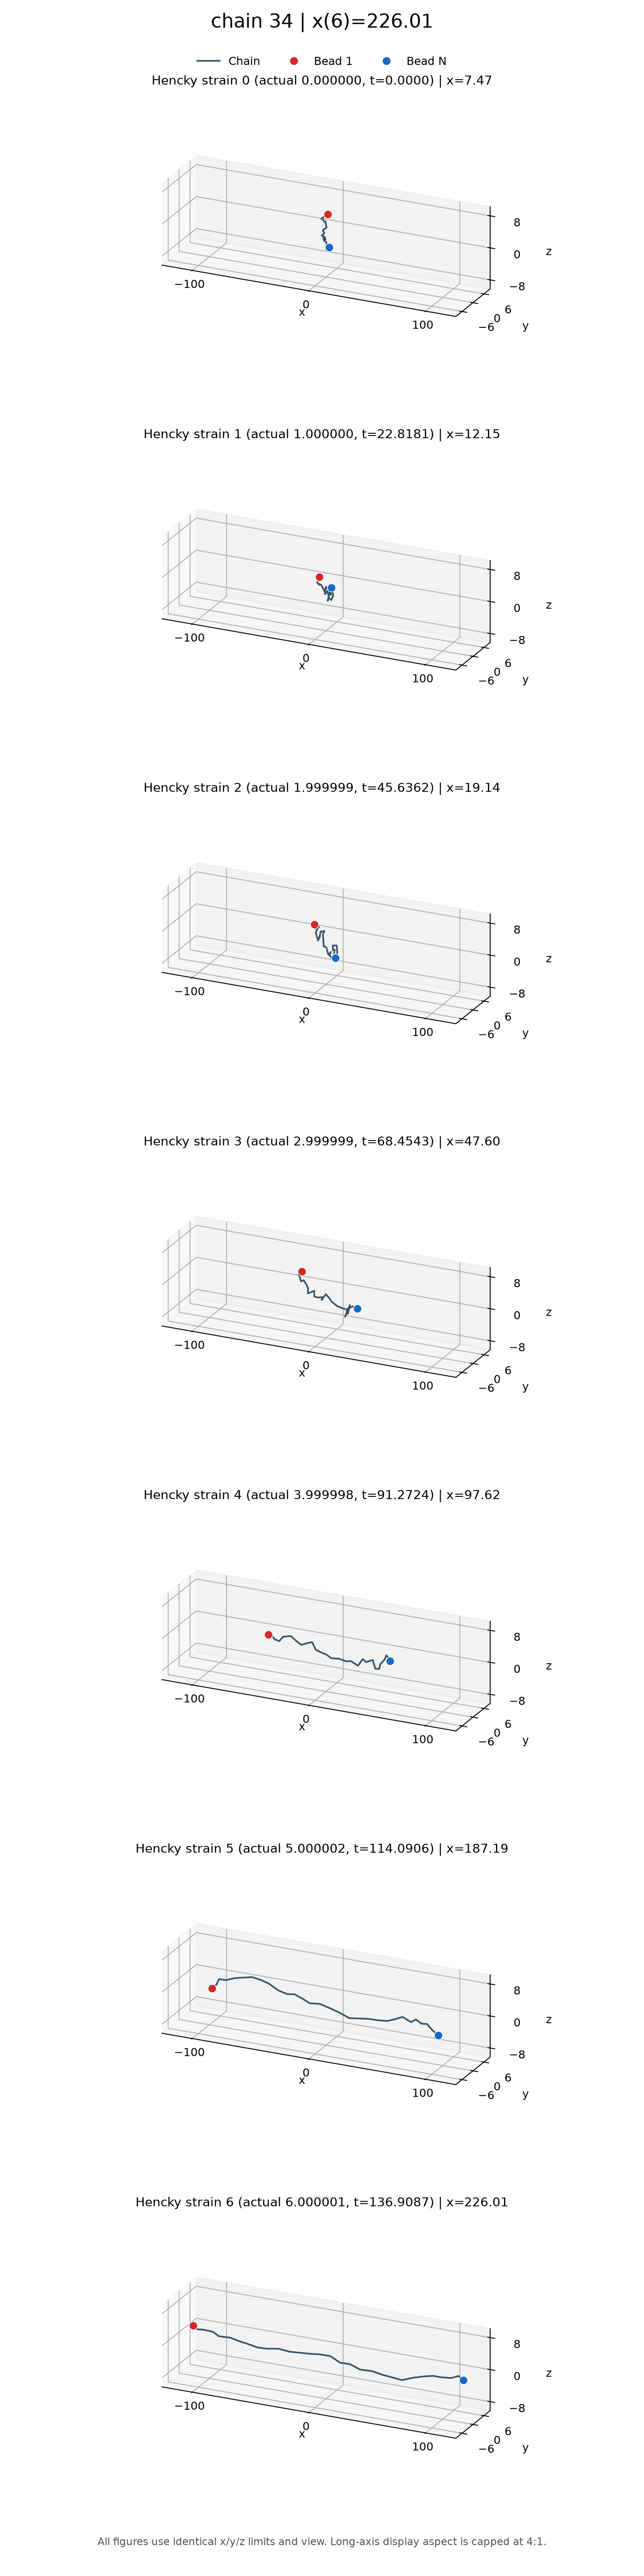 chain 34 | x(6)=226.01
Chain Bead 1 Bead N
Hencky strain 0 (actual 0.000000, t=0.0000) | x=7.47
8
0
z
−8
−100
0
x
100
6
0
−6
y
Hencky strain 1 (actual 1.000000, t=22.8181) | x=12.15
8
0
z
−8
−100
0
x
100
6
0
−6
y
Hencky strain 2 (actual 1.999999, t=45.6362) | x=19.14
8
0
z
−8
−100
0
x
100
6
0
−6
y
Hencky strain 3 (actual 2.999999, t=68.4543) | x=47.60
8
0
z
−8
−100
0
x
100
6
0
−6
y
Hencky strain 4 (actual 3.999998, t=91.2724) | x=97.62
8
0
z
−8
−100
0
x
100
6
0
−6
y
Hencky strain 5 (actual 5.000002, t=114.0906) | x=187.19
8
0
z
−8
−100
0
x
100
6
0
−6
y
Hencky strain 6 (actual 6.000001, t=136.9087) | x=226.01
8
0
z
−8
−100
0
x
100
6
0
−6
y
All figures use identical x/y/z limits and view. Long-axis display aspect is capped at 4:1.